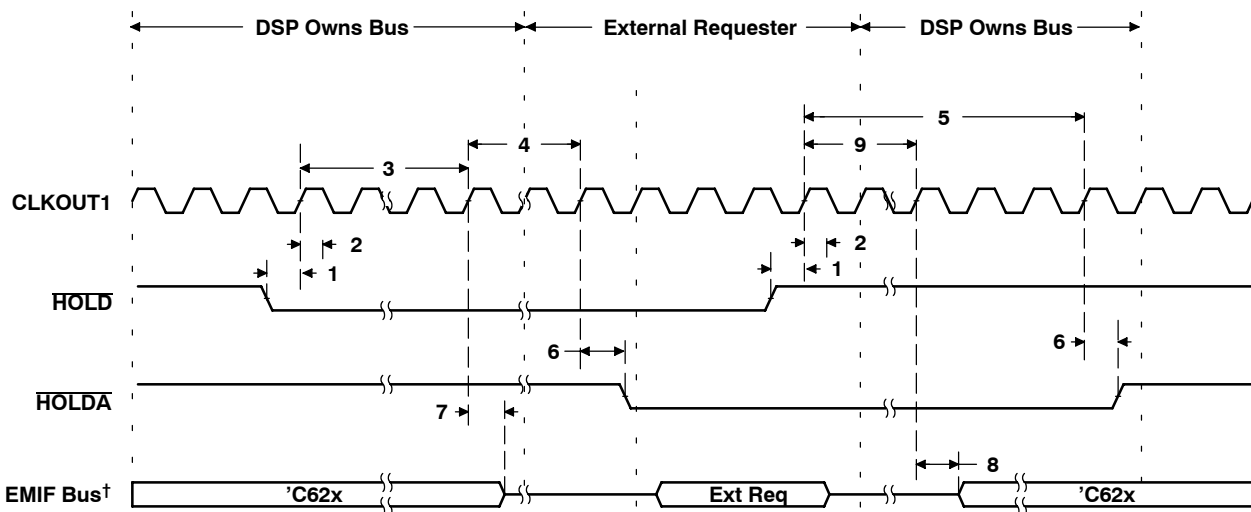 DSP Owns Bus External Requester DSP Owns Bus
5
4 9
3
CLKOUT1
2 2
1 1
HOLD
6 6
HOLDA
7
8
EMIF Bus† ’C62x Ext Req ’C62x